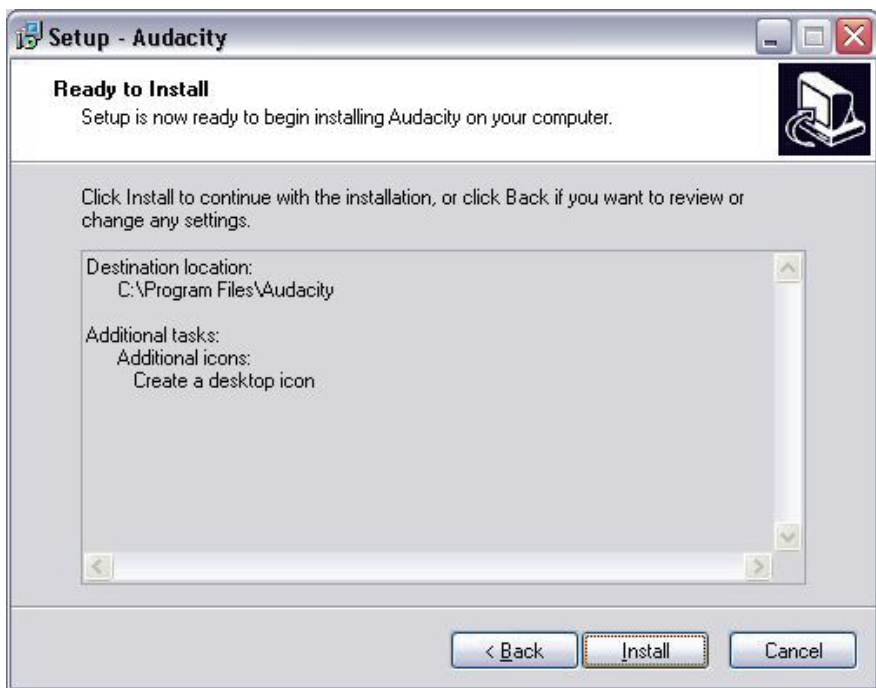 Setup - Audacity
Ready to Install
Setup is now ready to begin installing Audacity on your computer.
Click Install to continue with the installation, or click Back if you want to review or
change any settings.
Destination location:
C:\Program Files\Audacity
Additional tasks:
Additional icons:
Create a desktop icon
< Back
Install
Cancel